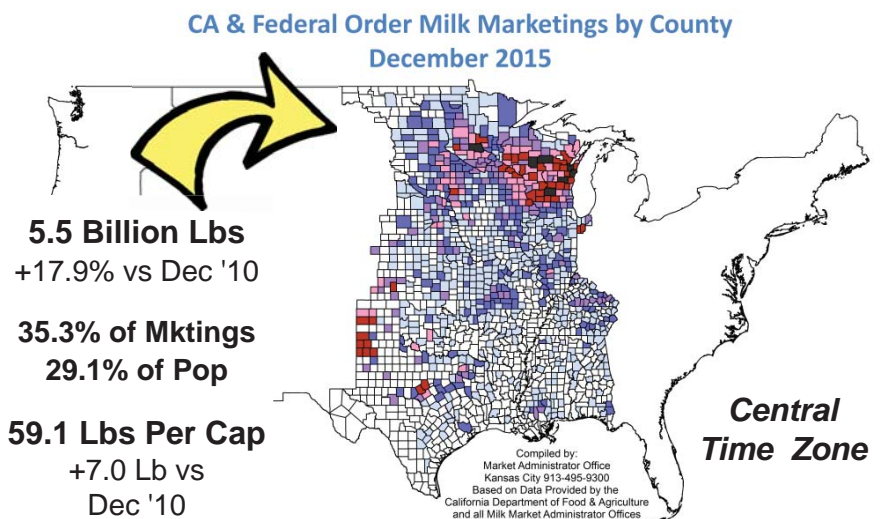 CA & Federal Order Milk Marketings by County
December 2015
5.5 Billion Lbs
+17.9% vs Dec '10
35.3% of Mktings
29.1% of Pop
59.1 Lbs Per Cap
+7.0 Lb vs
Dec '10
Central
Time Zone
Compiled by:
Market Administrator Office
Kansas City 913-495-9300
Based on Data Provided by the
California Department of Food & Agriculture
and all Milk Market Administrator Offices